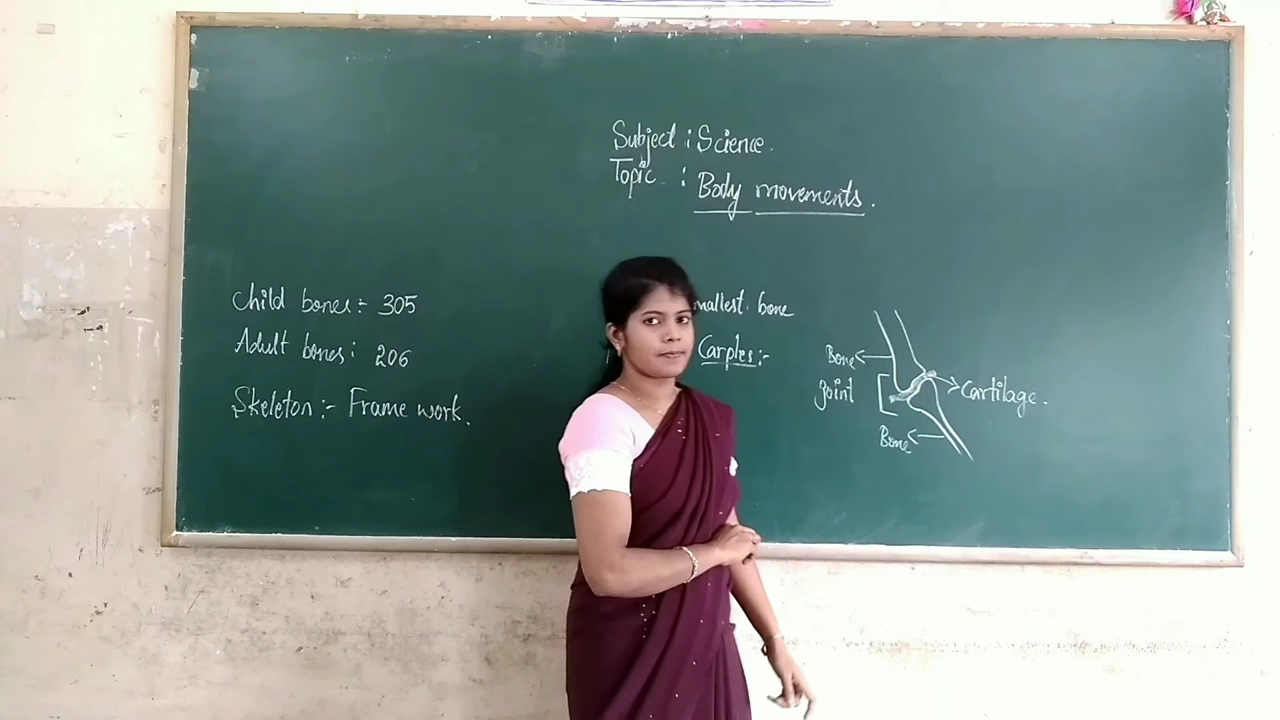 Subject : Science.
Topic : Body movements.
Child bones :- 305
Adult bones : 206
Skeleton :- Frame work.
mallest bone
Carples :-
Bone
Joint
Cartilage.
Bone